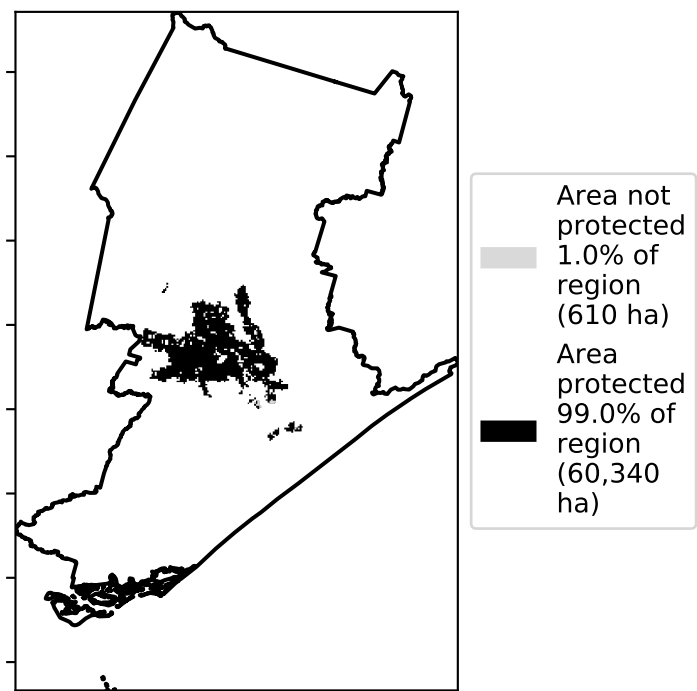 Area not
protected
1.0% of
region
(610 ha)
Area
protected
99.0% of
region
(60,340
ha)